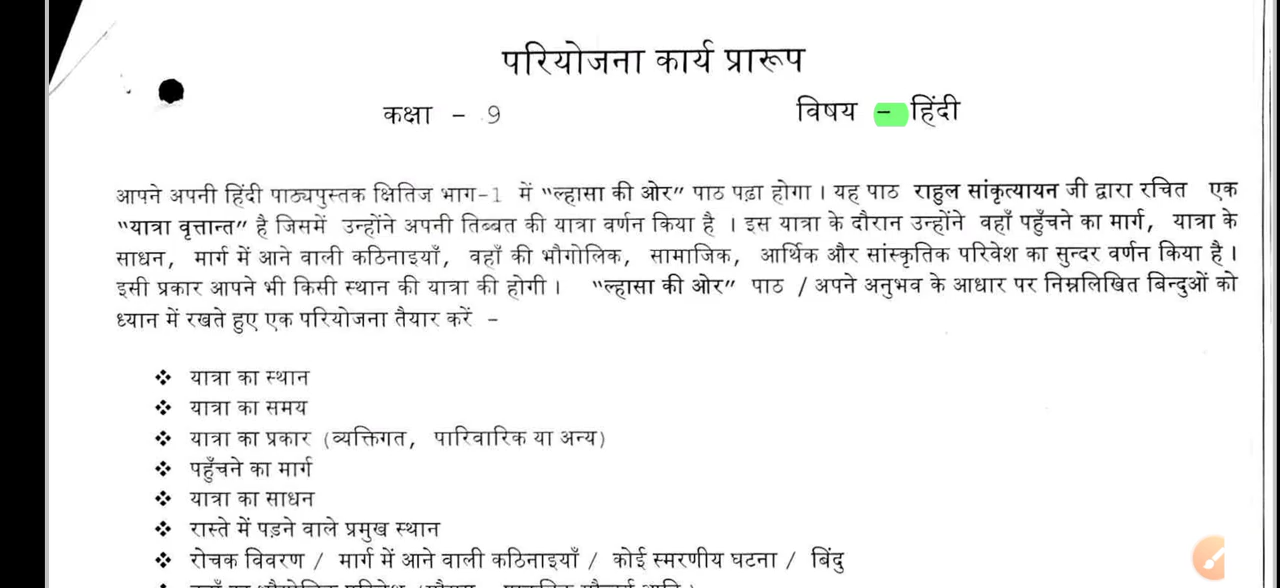 परियोजना कार्य प्रारूप
कक्षा - 9 विषय - हिंदी
आपने अपनी हिंदी पाठ्यपुस्तक क्षितिज भाग-1 में “ल्हासा की ओर” पाठ पढ़ा होगा। यह पाठ राहुल सांकृत्यायन जी द्वारा रचित एक
“यात्रा वृत्तान्त” है जिसमें उन्होंने अपनी तिब्बत की यात्रा वर्णन किया है । इस यात्रा के दौरान उन्होंने वहाँ पहुँचने का मार्ग, यात्रा के
साधन, मार्ग में आने वाली कठिनाइयाँ, वहाँ की भौगोलिक, सामाजिक, आर्थिक और सांस्कृतिक परिवेश का सुन्दर वर्णन किया है।
इसी प्रकार आपने भी किसी स्थान की यात्रा की होगी। “ल्हासा की ओर” पाठ / अपने अनुभव के आधार पर निम्नलिखित बिन्दुओं को
ध्यान में रखते हुए एक परियोजना तैयार करें -
❖ यात्रा का स्थान
❖ यात्रा का समय
❖ यात्रा का प्रकार (व्यक्तिगत, पारिवारिक या अन्य)
❖ पहुँचने का मार्ग
❖ यात्रा का साधन
❖ रास्ते में पड़ने वाले प्रमुख स्थान
❖ रोचक विवरण / मार्ग में आने वाली कठिनाइयाँ / कोई स्मरणीय घटना / बिंदु